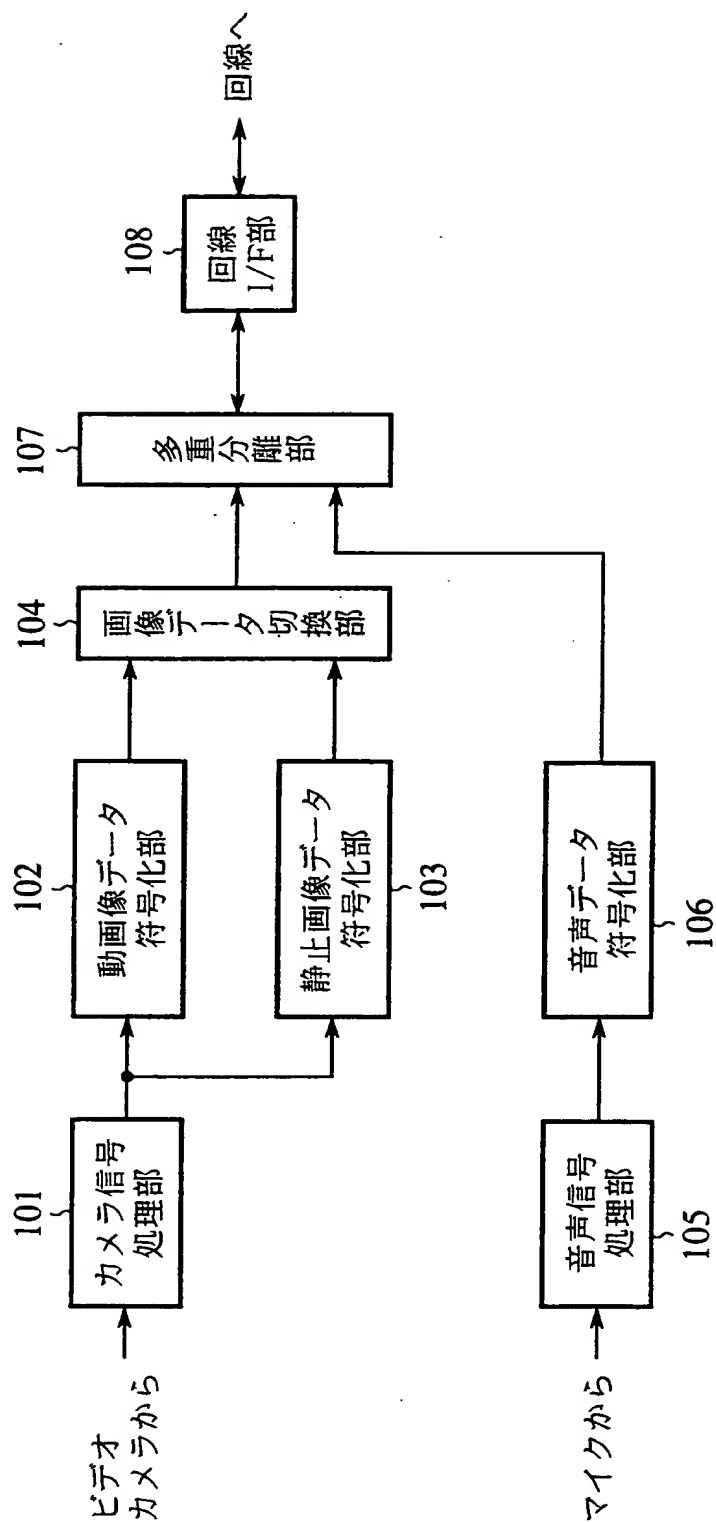 ビデオ
カメラから
101
カメラ信号
処理部
102
動画像データ
符号化部
静止画像データ
符号化部
103
104
画像データ切換部
107
多重分離部
108
回線
I/F部
回線へ
マイクから
音声信号
処理部
105
音声データ
符号化部
106